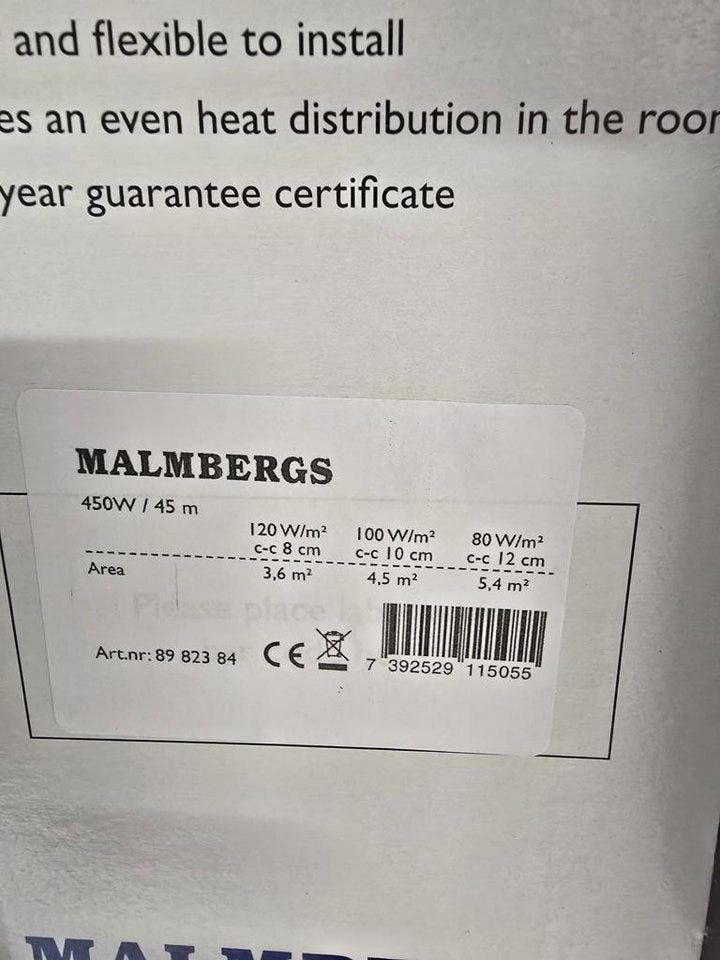 and flexible to install
an even heat distribution in the
year guarantee certificate
MALMBERGS
450W / 45 m
120 W/m² 100 W/m² 80 W/m²
c-c 8 cm c-c 10 cm c-c 12 cm
Area 3,6 m² 4,5 m² 5,4 m²
Please place
Art.nr: 89 823 84 CE
7 392529 115055